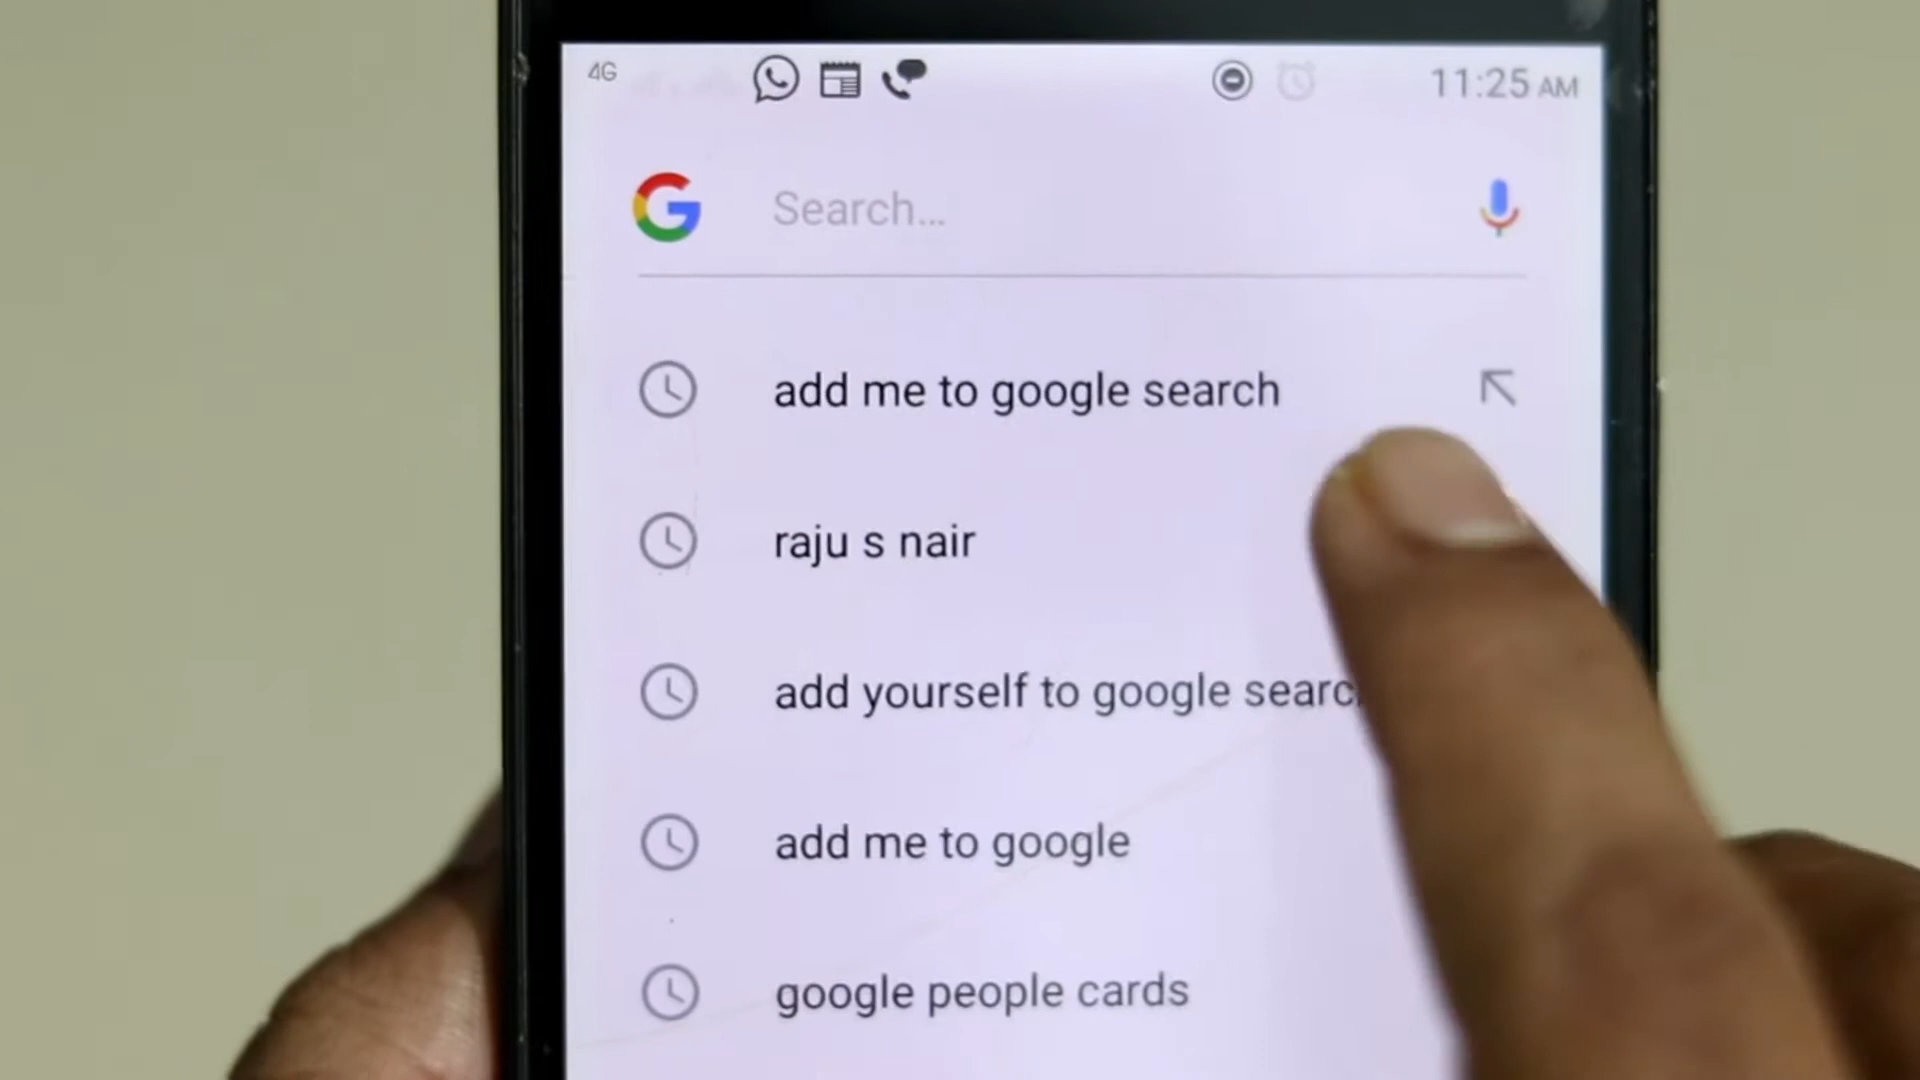 4G
11:25 AM
Search...
add me to google search
raju s nair
add yourself to google searc
add me to google
google people cards